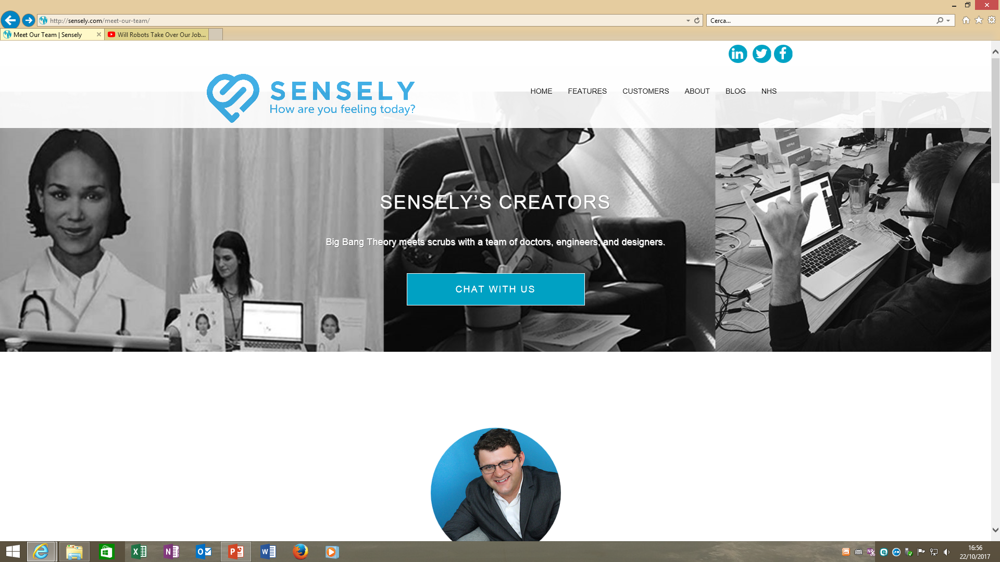 http://sensely.com/meet-our-team/
Cerca...
Meet Our Team | Sensely
Will Robots Take Over Our Job...
SENSELY
How are you feeling today?
HOME FEATURES CUSTOMERS ABOUT BLOG NHS
SENSELY'S CREATORS
Big Bang Theory meets scrubs with a team of doctors, engineers, and designers.
CHAT WITH US
16:56
22/10/2017